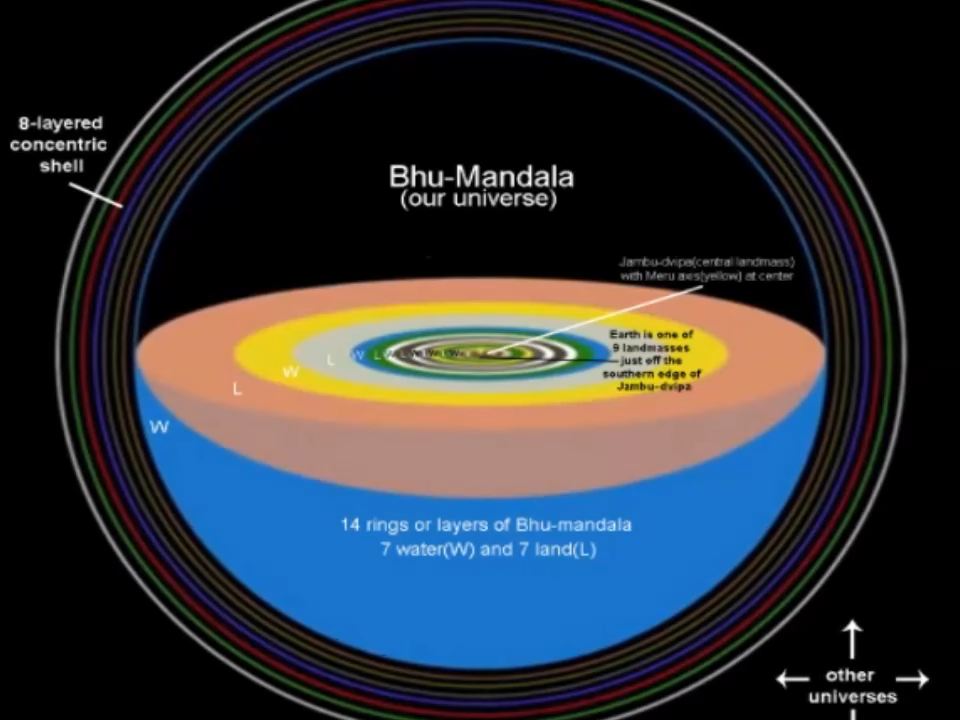 8-layered
concentric
shell
Bhu-Mandala
(our universe)
Jambu-dvipa(central landmass)
with Meru axis(yellow) at center
Earth is one of
9 landmasses
just off the
southern edge of
Jambu-dvipa
L
W
L
W
L
W
14 rings or layers of Bhu-mandala
7 water(W) and 7 land(L)
other
universes